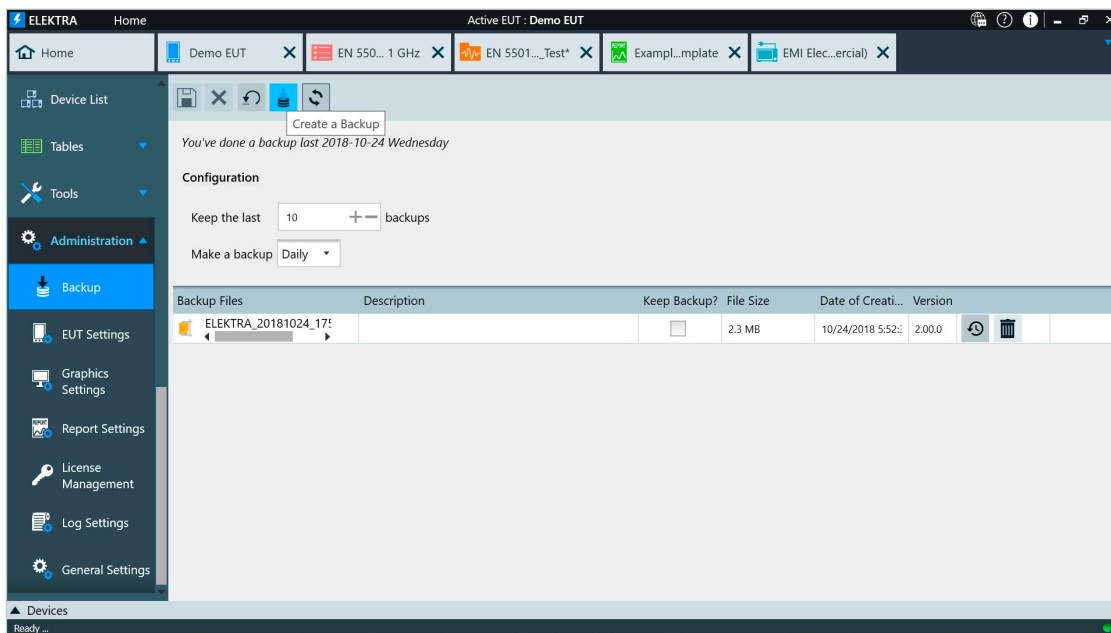 ELEKTRA Home Active EUT : Demo EUT
Home Demo EUT EN 550... 1 GHz EN 5501..._Test* Exampl...mplate EMI Elec...ercial)
Device List
Tables
Tools
Administration
Backup
EUT Settings
Graphics
Settings
Report Settings
License
Management
Log Settings
General Settings
Create a Backup
You've done a backup last 2018-10-24 Wednesday
Configuration
Keep the last 10 backups
Make a backup Daily
Backup Files Description Keep Backup? File Size Date of Creati... Version
ELEKTRA_20181024_175 2.3 MB 10/24/2018 5:52: 2.00.0
Devices
Ready ...